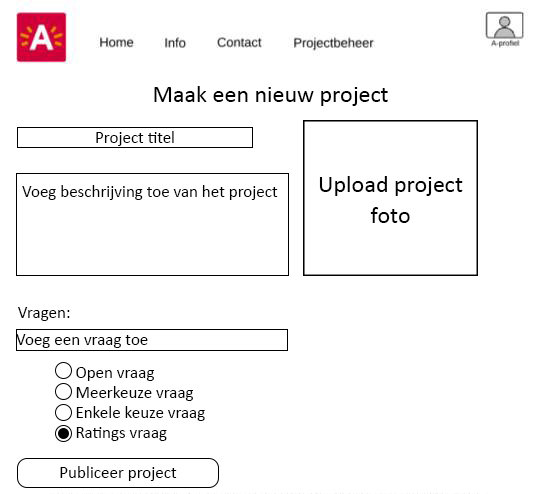 A
Home Info Contact Projectbeheer
A-profiel
Maak een nieuw project
Project titel
Voeg beschrijving toe van het project
Upload project
foto
Vragen:
Voeg een vraag toe
Open vraag
Meerkeuze vraag
Enkele keuze vraag
Ratings vraag
Publiceer project